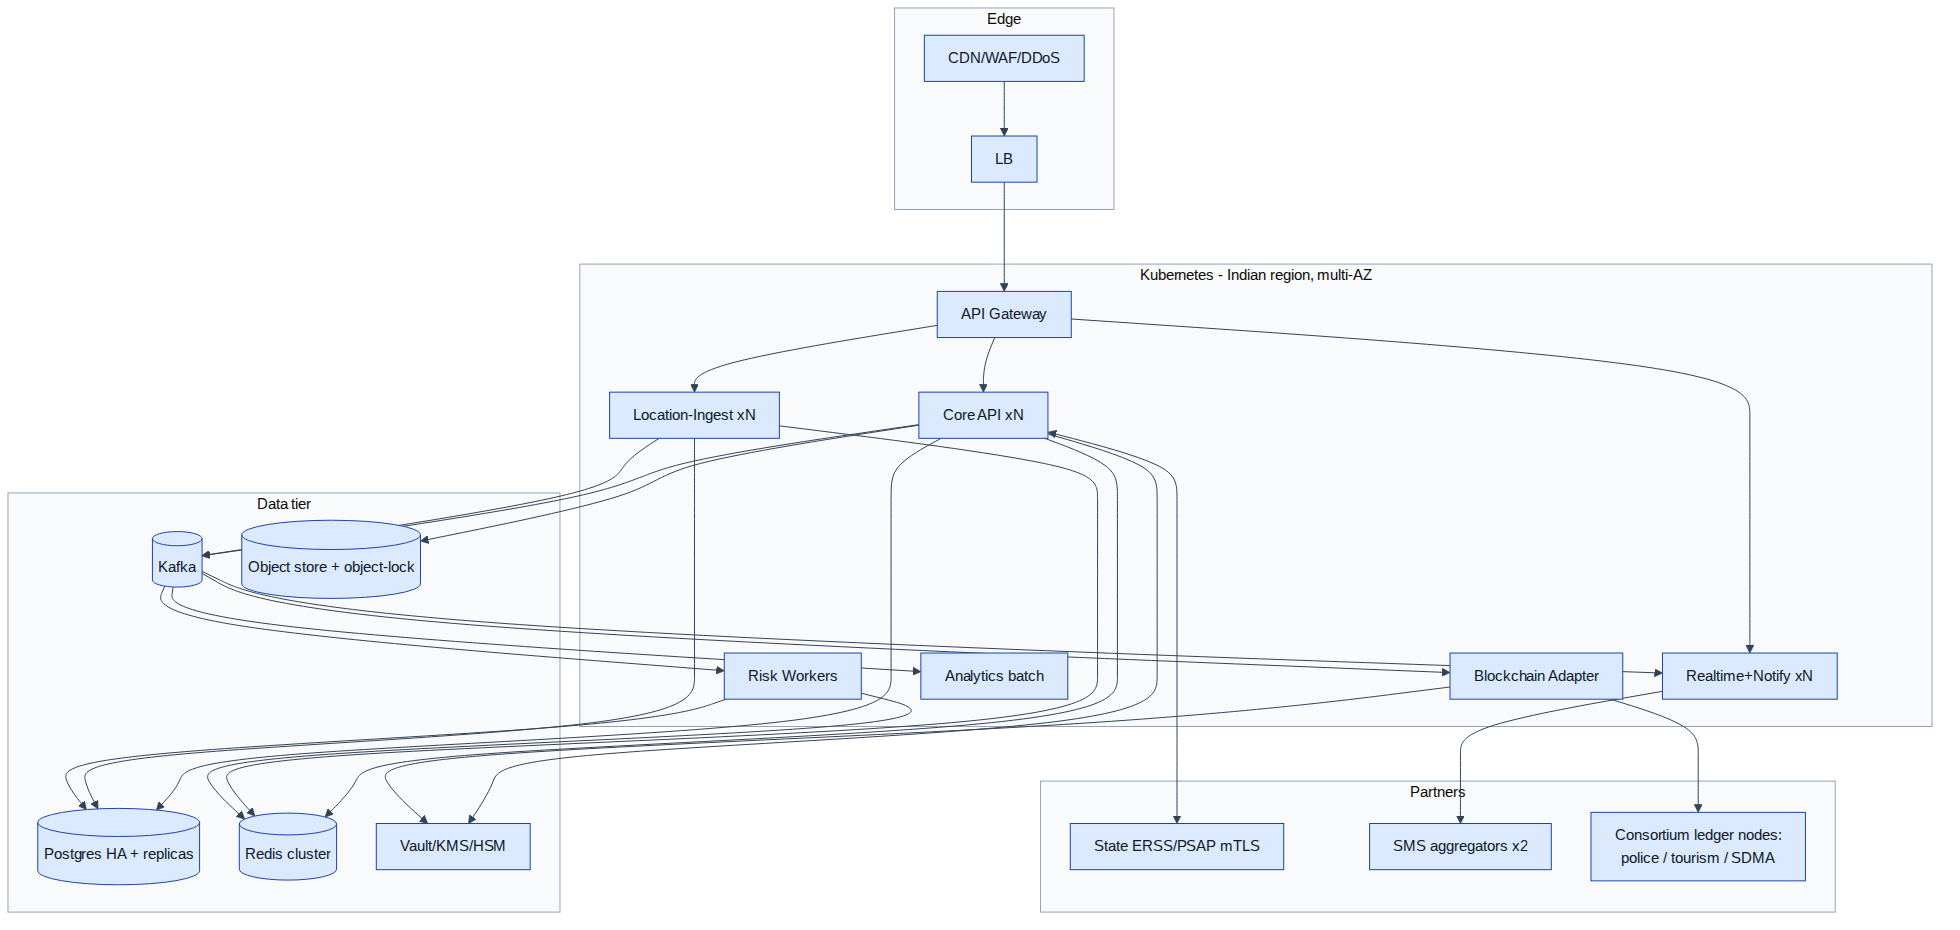 Edge
CDN/WAF/DDoS
LB
Kubernetes - Indian region, multi-AZ
API Gateway
Location-Ingest xN
Core API xN
Data tier
Kafka
Object store + object-lock
Risk Workers
Analytics batch
Blockchain Adapter
Realtime+Notify xN
Partners
Postgres HA + replicas
Redis cluster
Vault/KMS/HSM
State ERSS/PSAP mTLS
SMS aggregators x2
Consortium ledger nodes:
police / tourism / SDMA